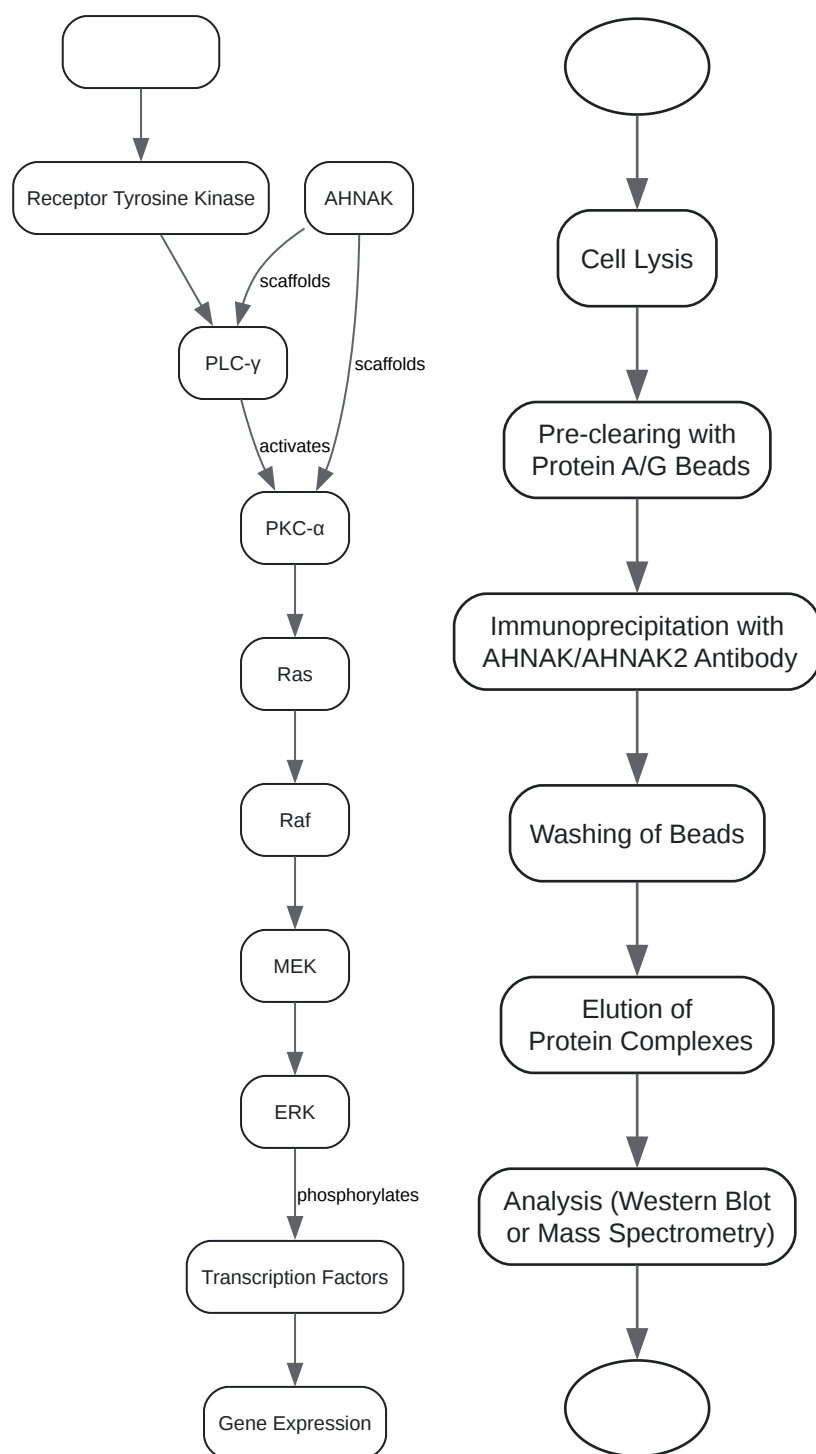 Receptor Tyrosine Kinase
AHNAK
scaffolds
PLC-γ
scaffolds
activates
PKC-α
Ras
Raf
MEK
ERK
phosphorylates
Transcription Factors
Gene Expression
Cell Lysis
Pre-clearing with
Protein A/G Beads
Immunoprecipitation with
AHNAK/AHNAK2 Antibody
Washing of Beads
Elution of
Protein Complexes
Analysis (Western Blot
or Mass Spectrometry)